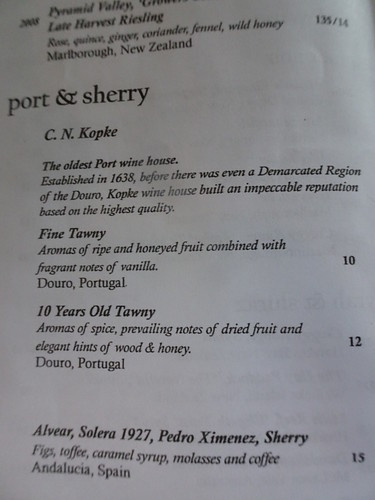 Pyramid Valley, 'Growers
2008 Late Harvest Riesling 135/14
Rose, quince, ginger, coriander, fennel, wild honey
Marlborough, New Zealand
port & sherry
C. N. Kopke
The oldest Port wine house.
Established in 1638, before there was even a Demarcated Region
of the Douro, Kopke wine house built an impeccable reputation
based on the highest quality.
Fine Tawny
Aromas of ripe and honeyed fruit combined with
fragrant notes of vanilla. 10
Douro, Portugal
10 Years Old Tawny
Aromas of spice, prevailing notes of dried fruit and
elegant hints of wood & honey. 12
Douro, Portugal
Alvear, Solera 1927, Pedro Ximenez, Sherry
Figs, toffee, caramel syrup, molasses and coffee 15
Andalucia, Spain